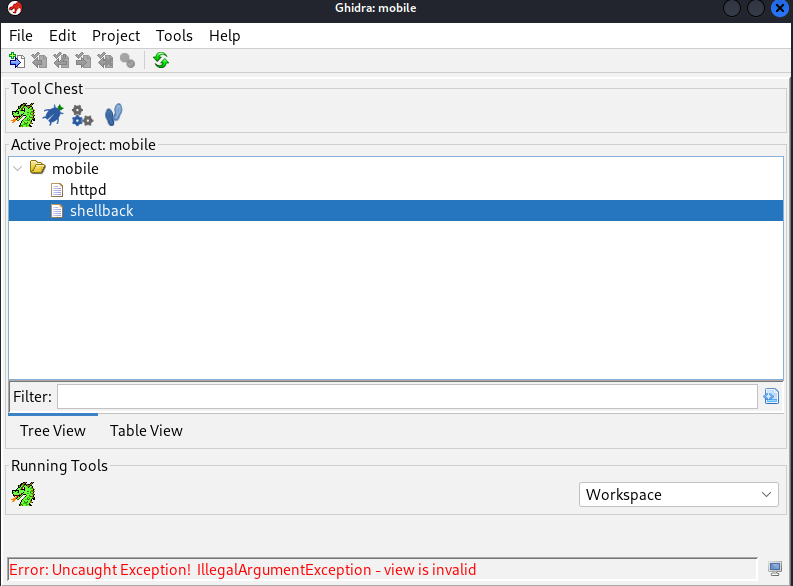 Ghidra: mobile
File Edit Project Tools Help
Tool Chest
Active Project: mobile
mobile
httpd
shellback
Filter:
Tree View Table View
Running Tools
Workspace
Error: Uncaught Exception! IllegalArgumentException - view is invalid